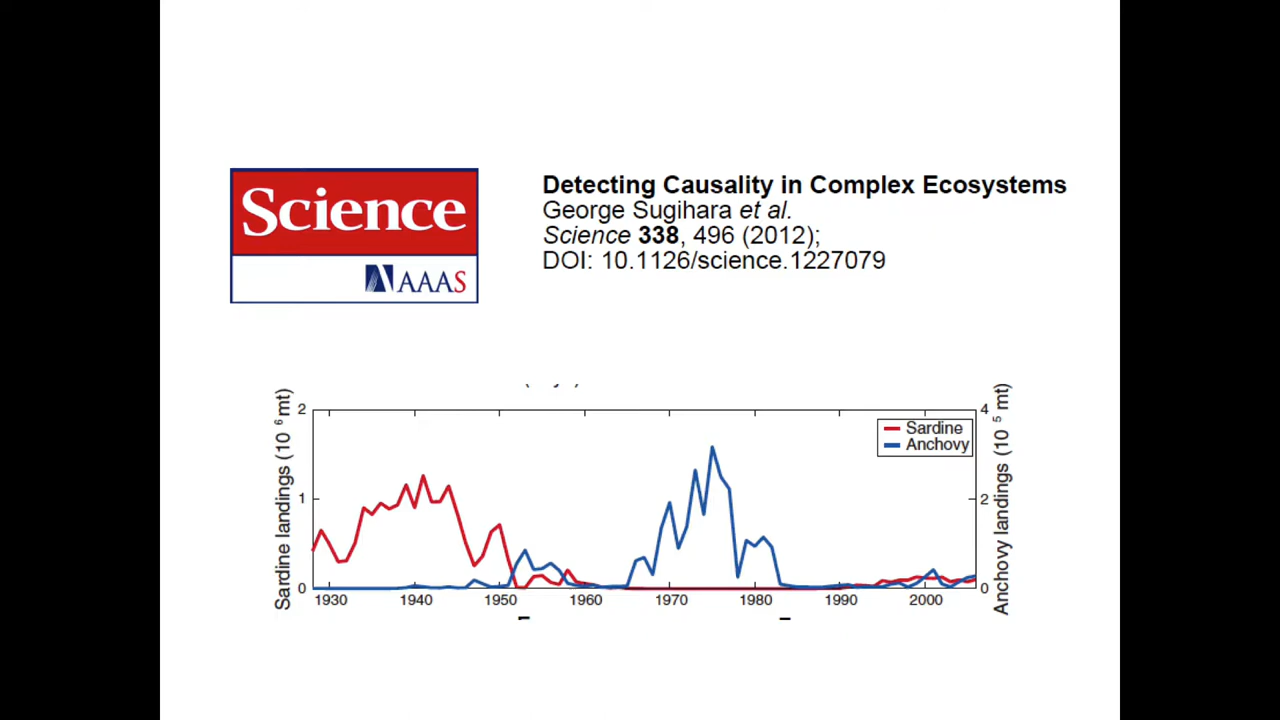 Science
AAAS
Detecting Causality in Complex Ecosystems
George Sugihara et al.
Science 338, 496 (2012);
DOI: 10.1126/science.1227079
Sardine landings (10 6 mt)
2
1
0
Sardine
Anchovy
4
2
0
Anchovy landings (10 5 mt)
1930 1940 1950 1960 1970 1980 1990 2000